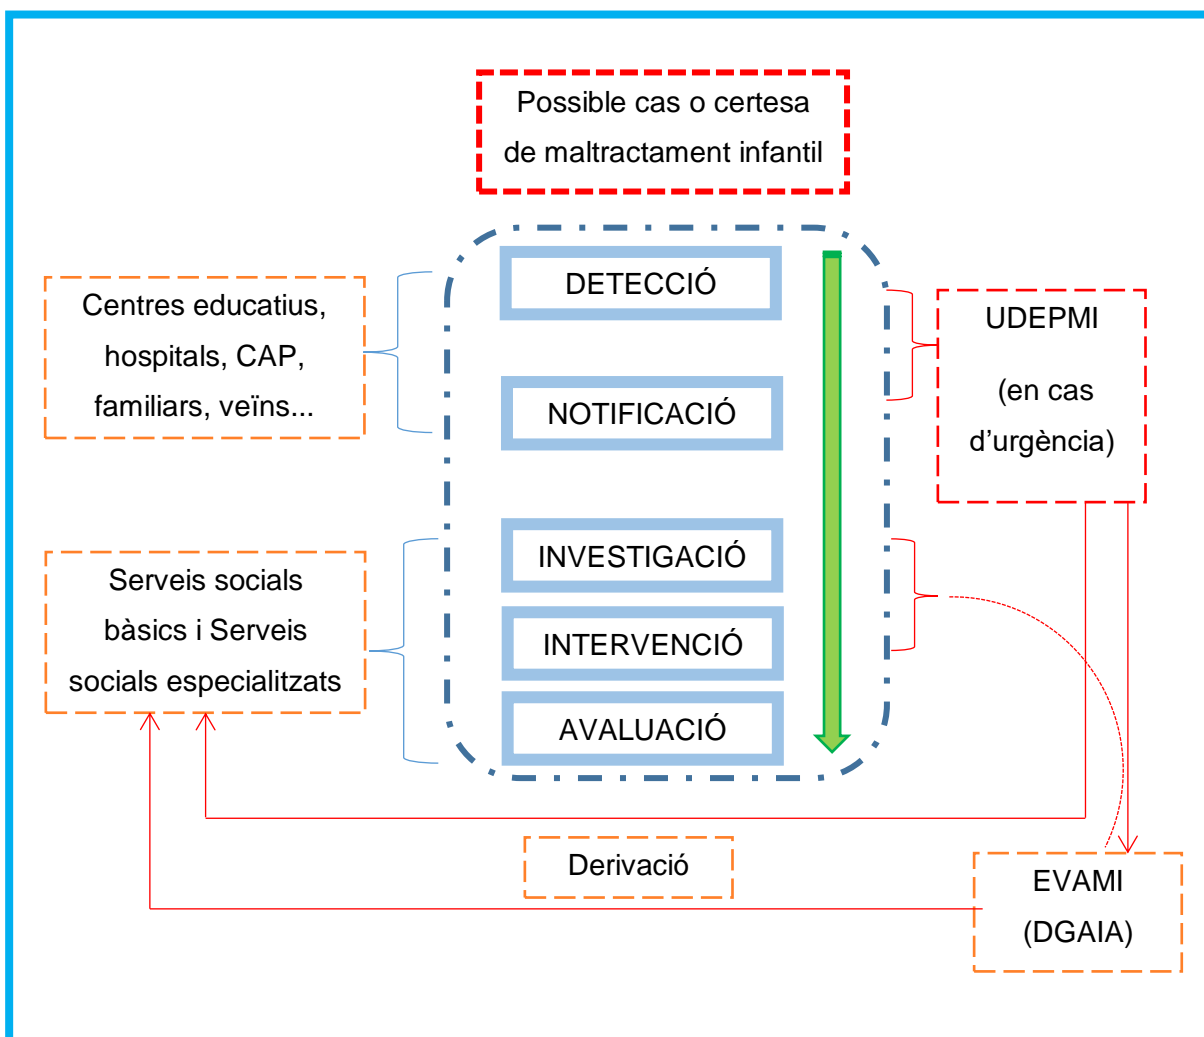 Possible cas o certesa
de maltractament infantil
Centres educatius,
hospitals, CAP,
familiars, veïns...
DETECCIÓ
NOTIFICACIÓ
UDEPMI
(en cas
d’urgència)
Serveis socials
bàsics i Serveis
socials especialitzats
INVESTIGACIÓ
INTERVENCIÓ
AVALUACIÓ
Derivació
EVAMI
(DGAIA)